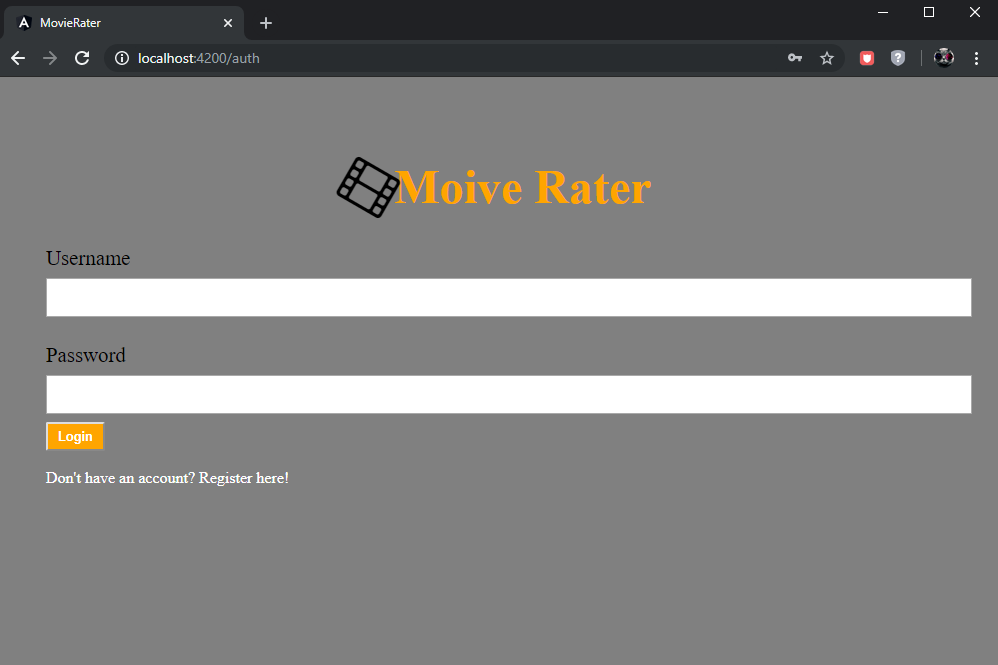 MovieRater
localhost:4200/auth
Moive Rater
Username
Password
Login
Don't have an account? Register here!